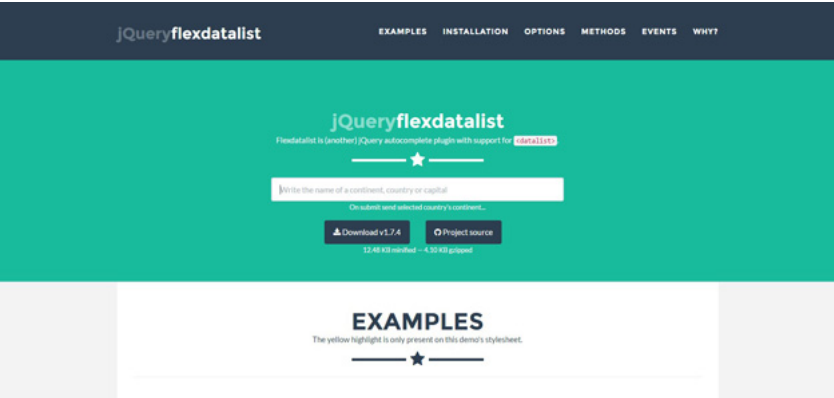 jQueryflexdatalist
EXAMPLES INSTALLATION OPTIONS METHODS EVENTS WHY?
jQueryflexdatalist
Flexdatalist is (another) jQuery autocomplete plugin with support for <datalist>
Write the name of a continent, country or capital
On submit send selected country's continent...
Download v1.7.4 Project source
12.48 KB minified — 4.10 KB gzipped
EXAMPLES
The yellow highlight is only present on this demo's stylesheet.